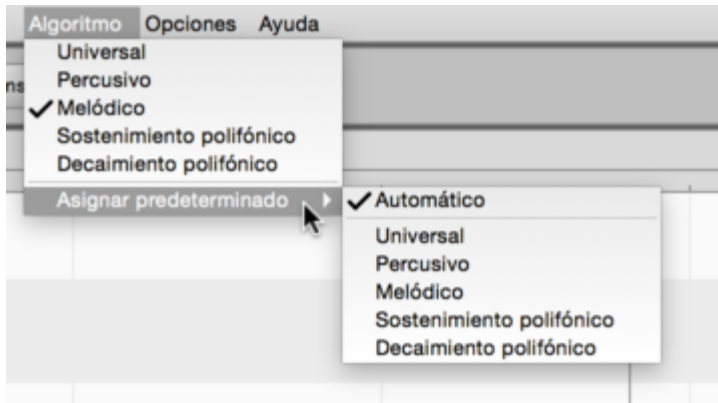 Algoritmo Opciones Ayuda
Universal
ns Percusivo
Melódico
Sostenimiento polifónico
Decaimiento polifónico
Asignar predeterminado
Automático
Universal
Percusivo
Melódico
Sostenimiento polifónico
Decaimiento polifónico